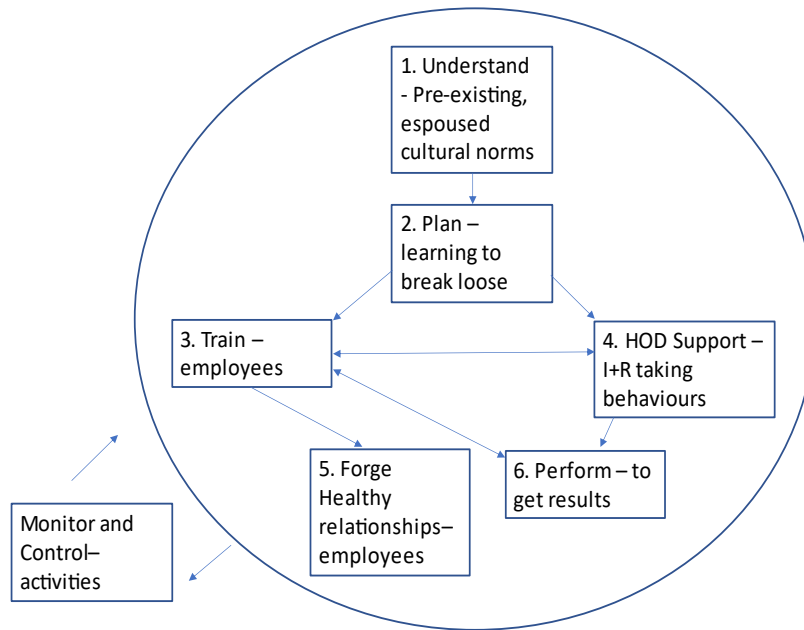 1. Understand
- Pre-existing,
espoused
cultural norms
2. Plan –
learning to
break loose
3. Train –
employees
4. HOD Support –
I+R taking
behaviours
5. Forge
Healthy
relationships–
employees
6. Perform – to
get results
Monitor and
Control–
activities